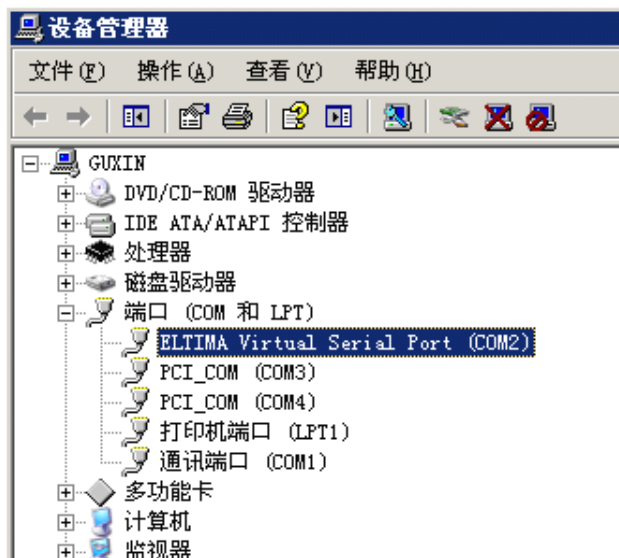 设备管理器
文件(F) 操作(A) 查看(V) 帮助(H)
GUXIN
DVD/CD-ROM 驱动器
IDE ATA/ATAPI 控制器
处理器
磁盘驱动器
端口 (COM 和 LPT)
ELTIMA Virtual Serial Port (COM2)
PCI_COM (COM3)
PCI_COM (COM4)
打印机端口 (LPT1)
通讯端口 (COM1)
多功能卡
计算机
监视器